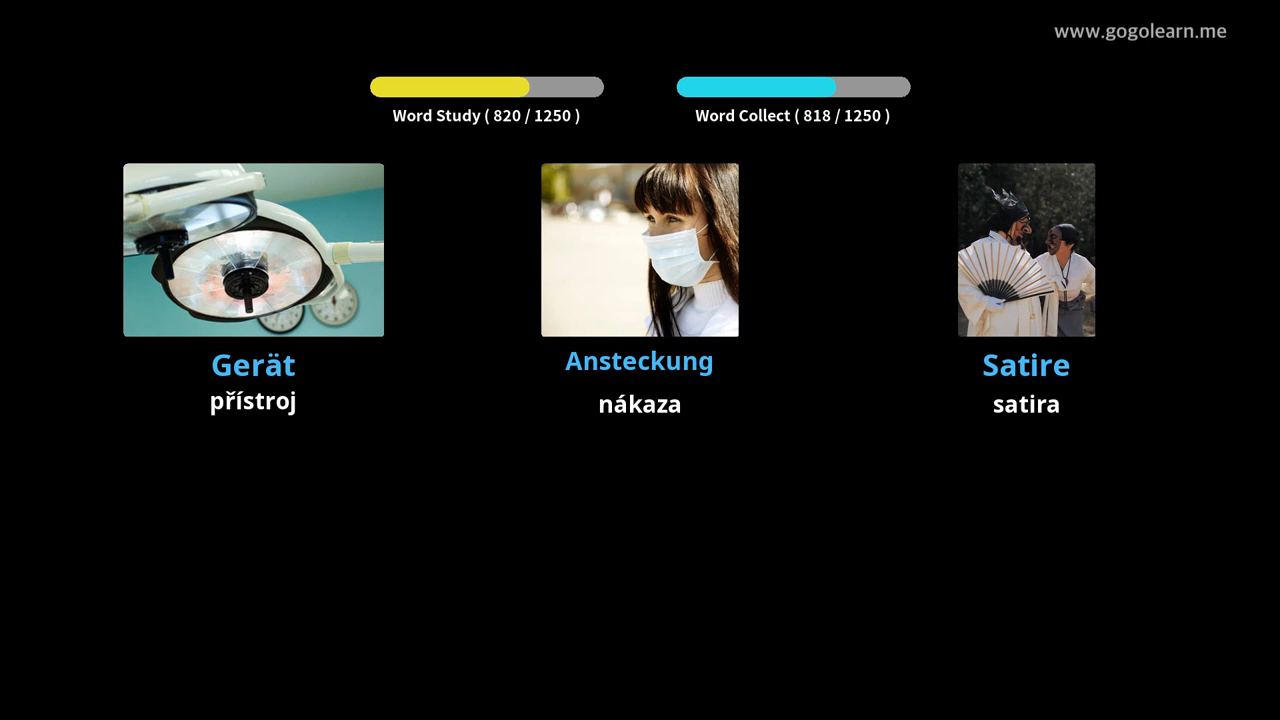 www.gogolearn.me
Word Study ( 820 / 1250 )
Word Collect ( 818 / 1250 )
Gerät
přístroj
Ansteckung
nákaza
Satire
satira